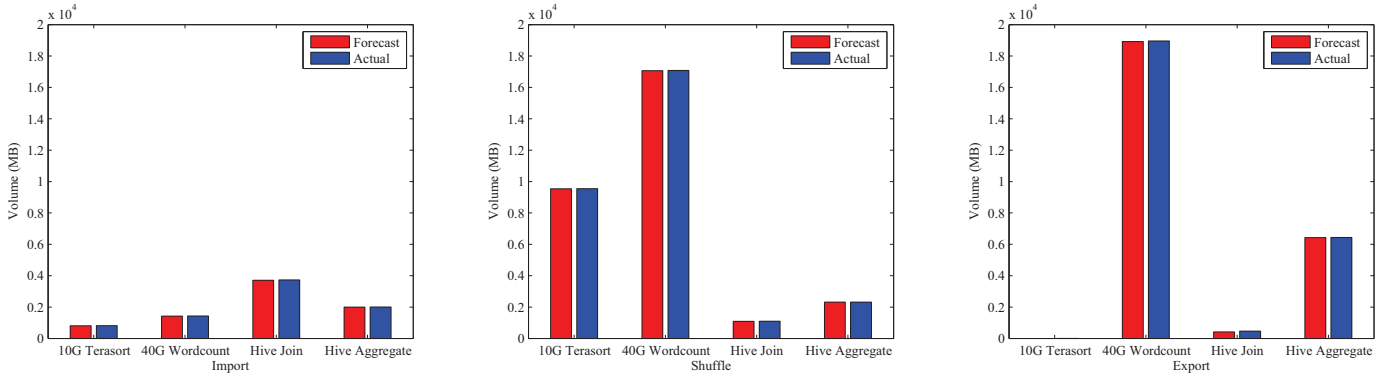 x 10^4
2
1.8
1.6
1.4
1.2
1
0.8
0.6
0.4
0.2
0
Volume (MB)
Forecast
Actual
10G Terasort 40G Wordcount Hive Join Hive Aggregate
Import
x 10^4
2
1.8
1.6
1.4
1.2
1
0.8
0.6
0.4
0.2
0
Volume (MB)
Forecast
Actual
10G Terasort 40G Wordcount Hive Join Hive Aggregate
Shuffle
x 10^4
2
1.8
1.6
1.4
1.2
1
0.8
0.6
0.4
0.2
0
Volume (MB)
Forecast
Actual
10G Terasort 40G Wordcount Hive Join Hive Aggregate
Export